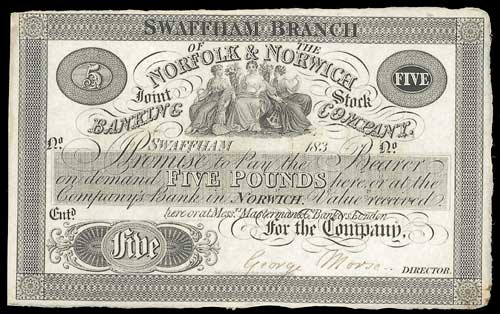 SWAFFHAM BRANCH
OF THE
NORFOLK & NORWICH
5 FIVE
Joint Stock
BANKING COMPANY.
No. SWAFFHAM 183 No.
I Promise to Pay the Bearer
on demand FIVE POUNDS here, or at the
Company's Bank in NORWICH. Value received
here or at Messrs. Masterman & Co. Bankers London
Entd. For the Company,
Five
George Morse
DIRECTOR.